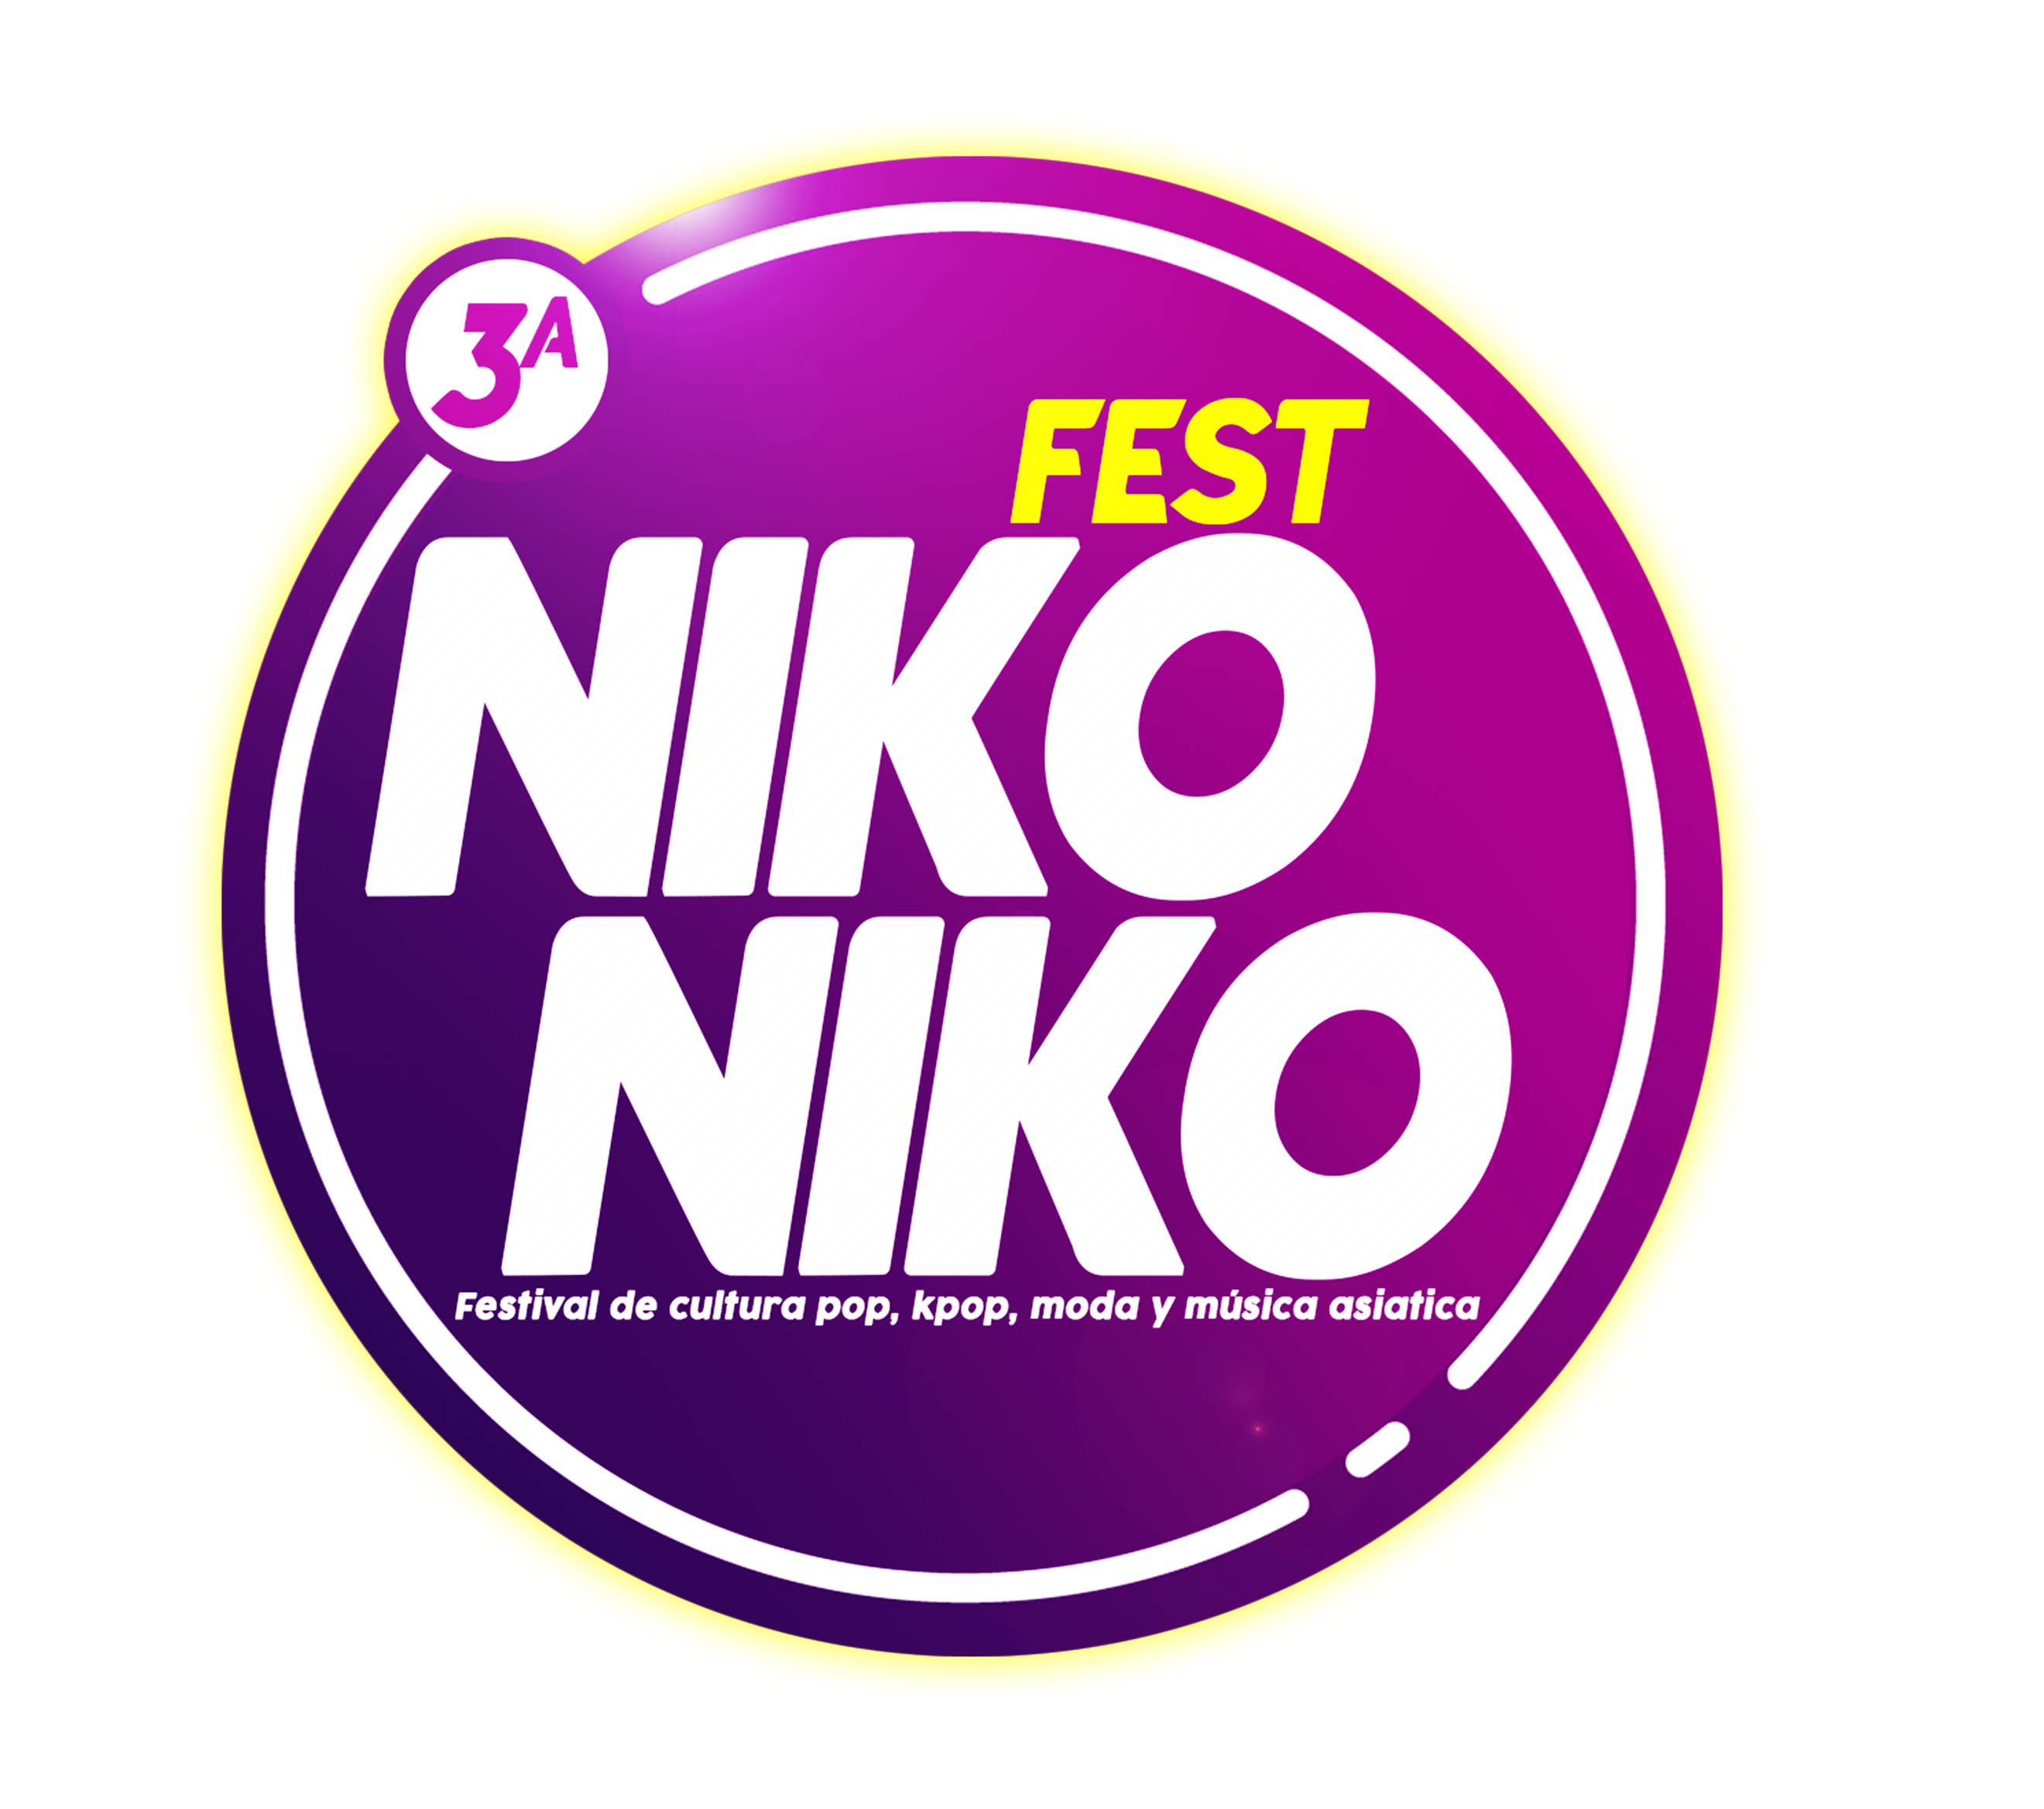 3A
FEST
NIKO
NIKO
Festival de cultura pop, kpop, moda y música asiatica